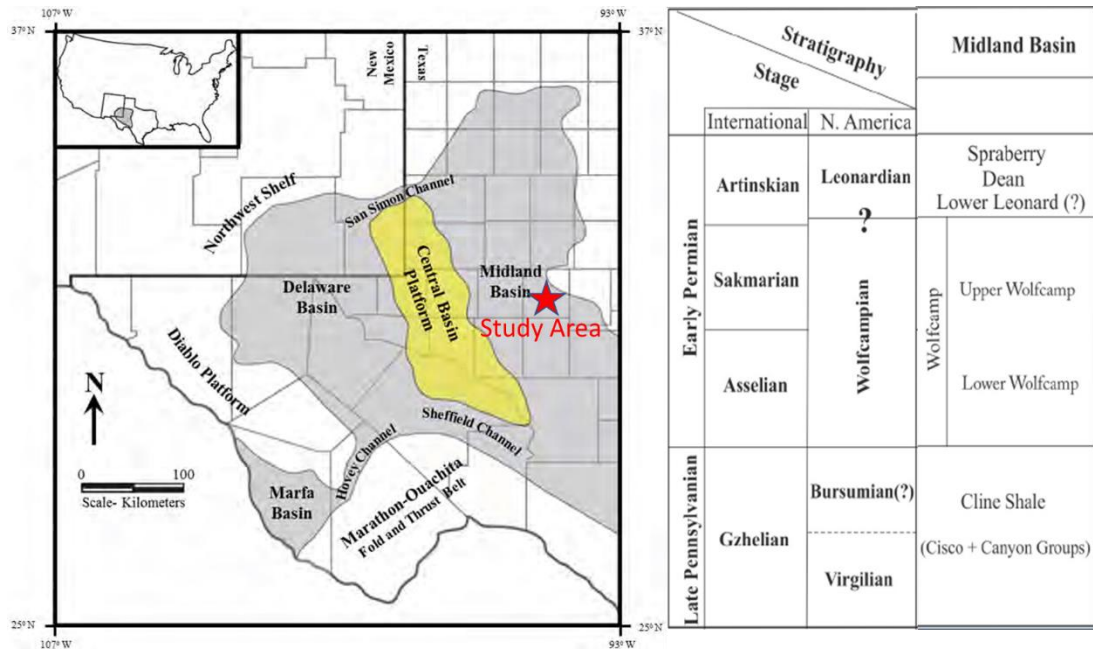 107° W
93° W
37° N
37° N
New
Mexico
Texas
Northwest Shelf
San Simon Channel
Central Basin
Platform
Midland
Basin
Delaware
Basin
Study Area
Diablo Platform
N
Sheffield Channel
Hovey Channel
0
100
Scale- Kilometers
Marfa
Basin
Marathon-Ouachita
Fold and Thrust Belt
25° N
25° N
107° W
93° W
Stratigraphy
Stage
Midland Basin
International
N. America
Early Permian
Artinskian
Leonardian
?
Spraberry
Dean
Lower Leonard (?)
Sakmarian
Wolfcampian
Wolfcamp
Upper Wolfcamp
Asselian
Lower Wolfcamp
Late Pennsylvanian
Gzhelian
Bursumian(?)
Virgilian
Cline Shale
(Cisco + Canyon Groups)